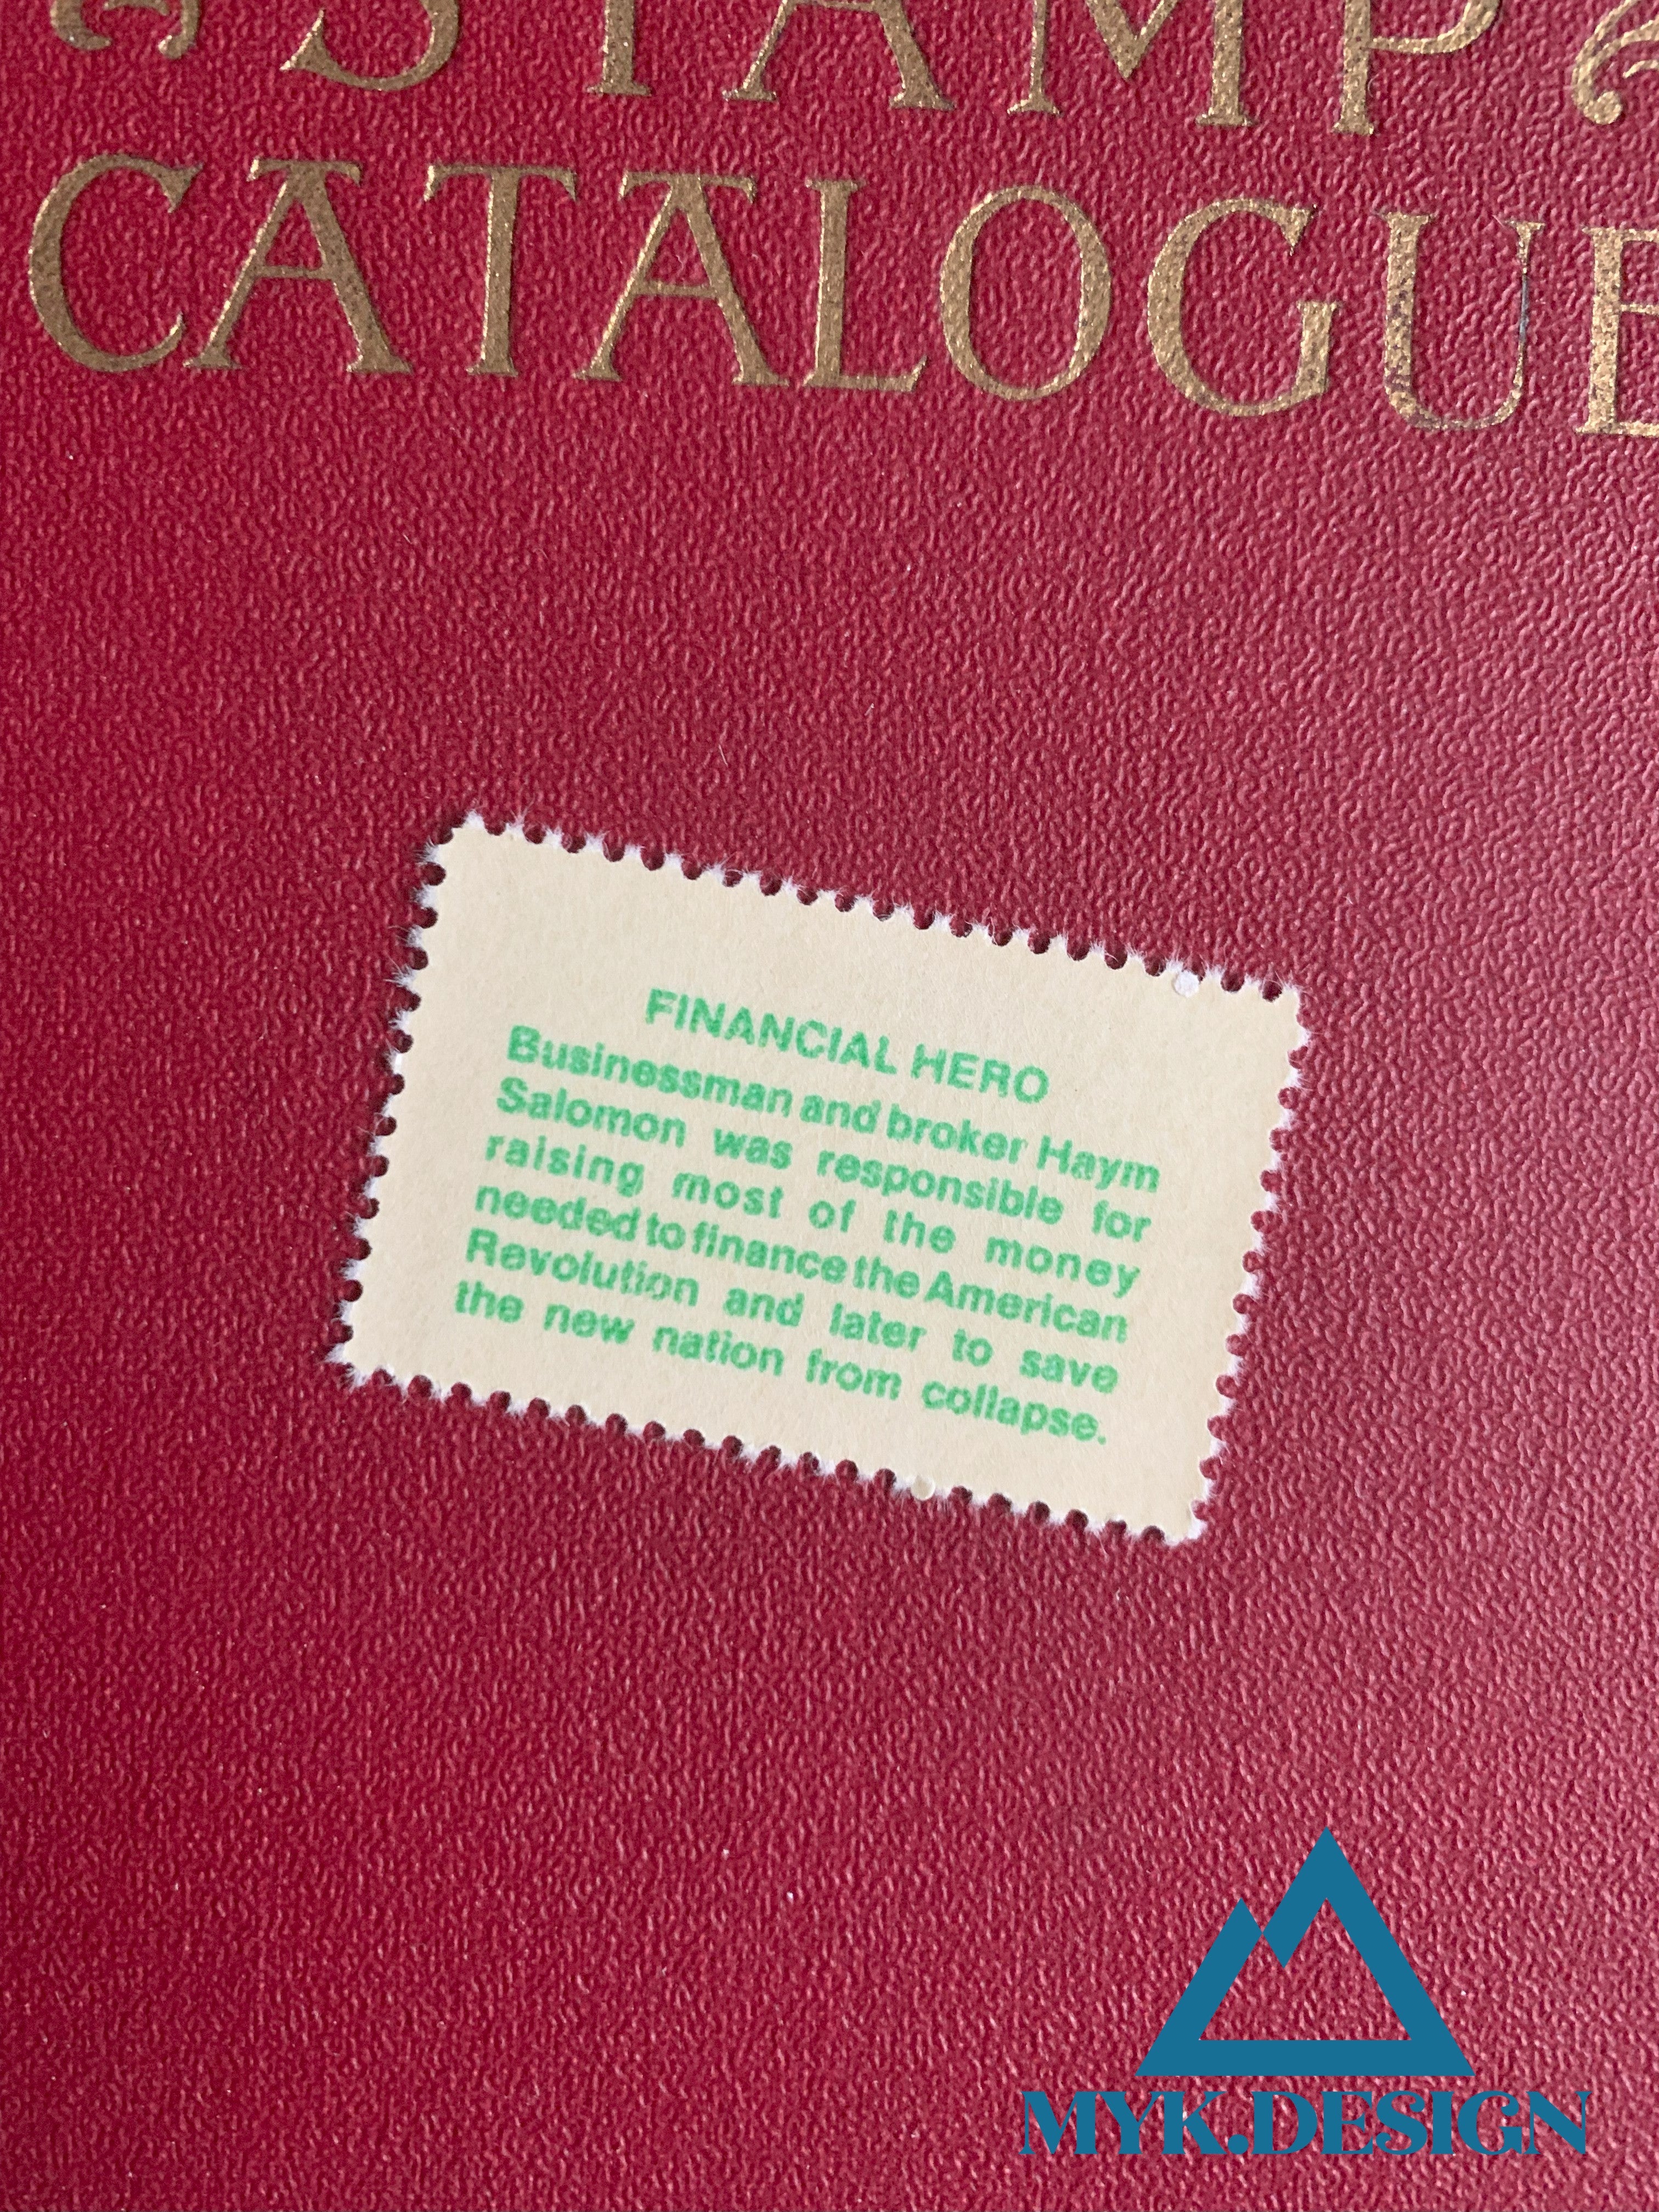 STAMP
CATALOGUE
FINANCIAL HERO
Businessman and broker Haym
Salomon was responsible for
raising most of the money
needed to finance the American
Revolution and later to save
the new nation from collapse.
MYK.DESIGN